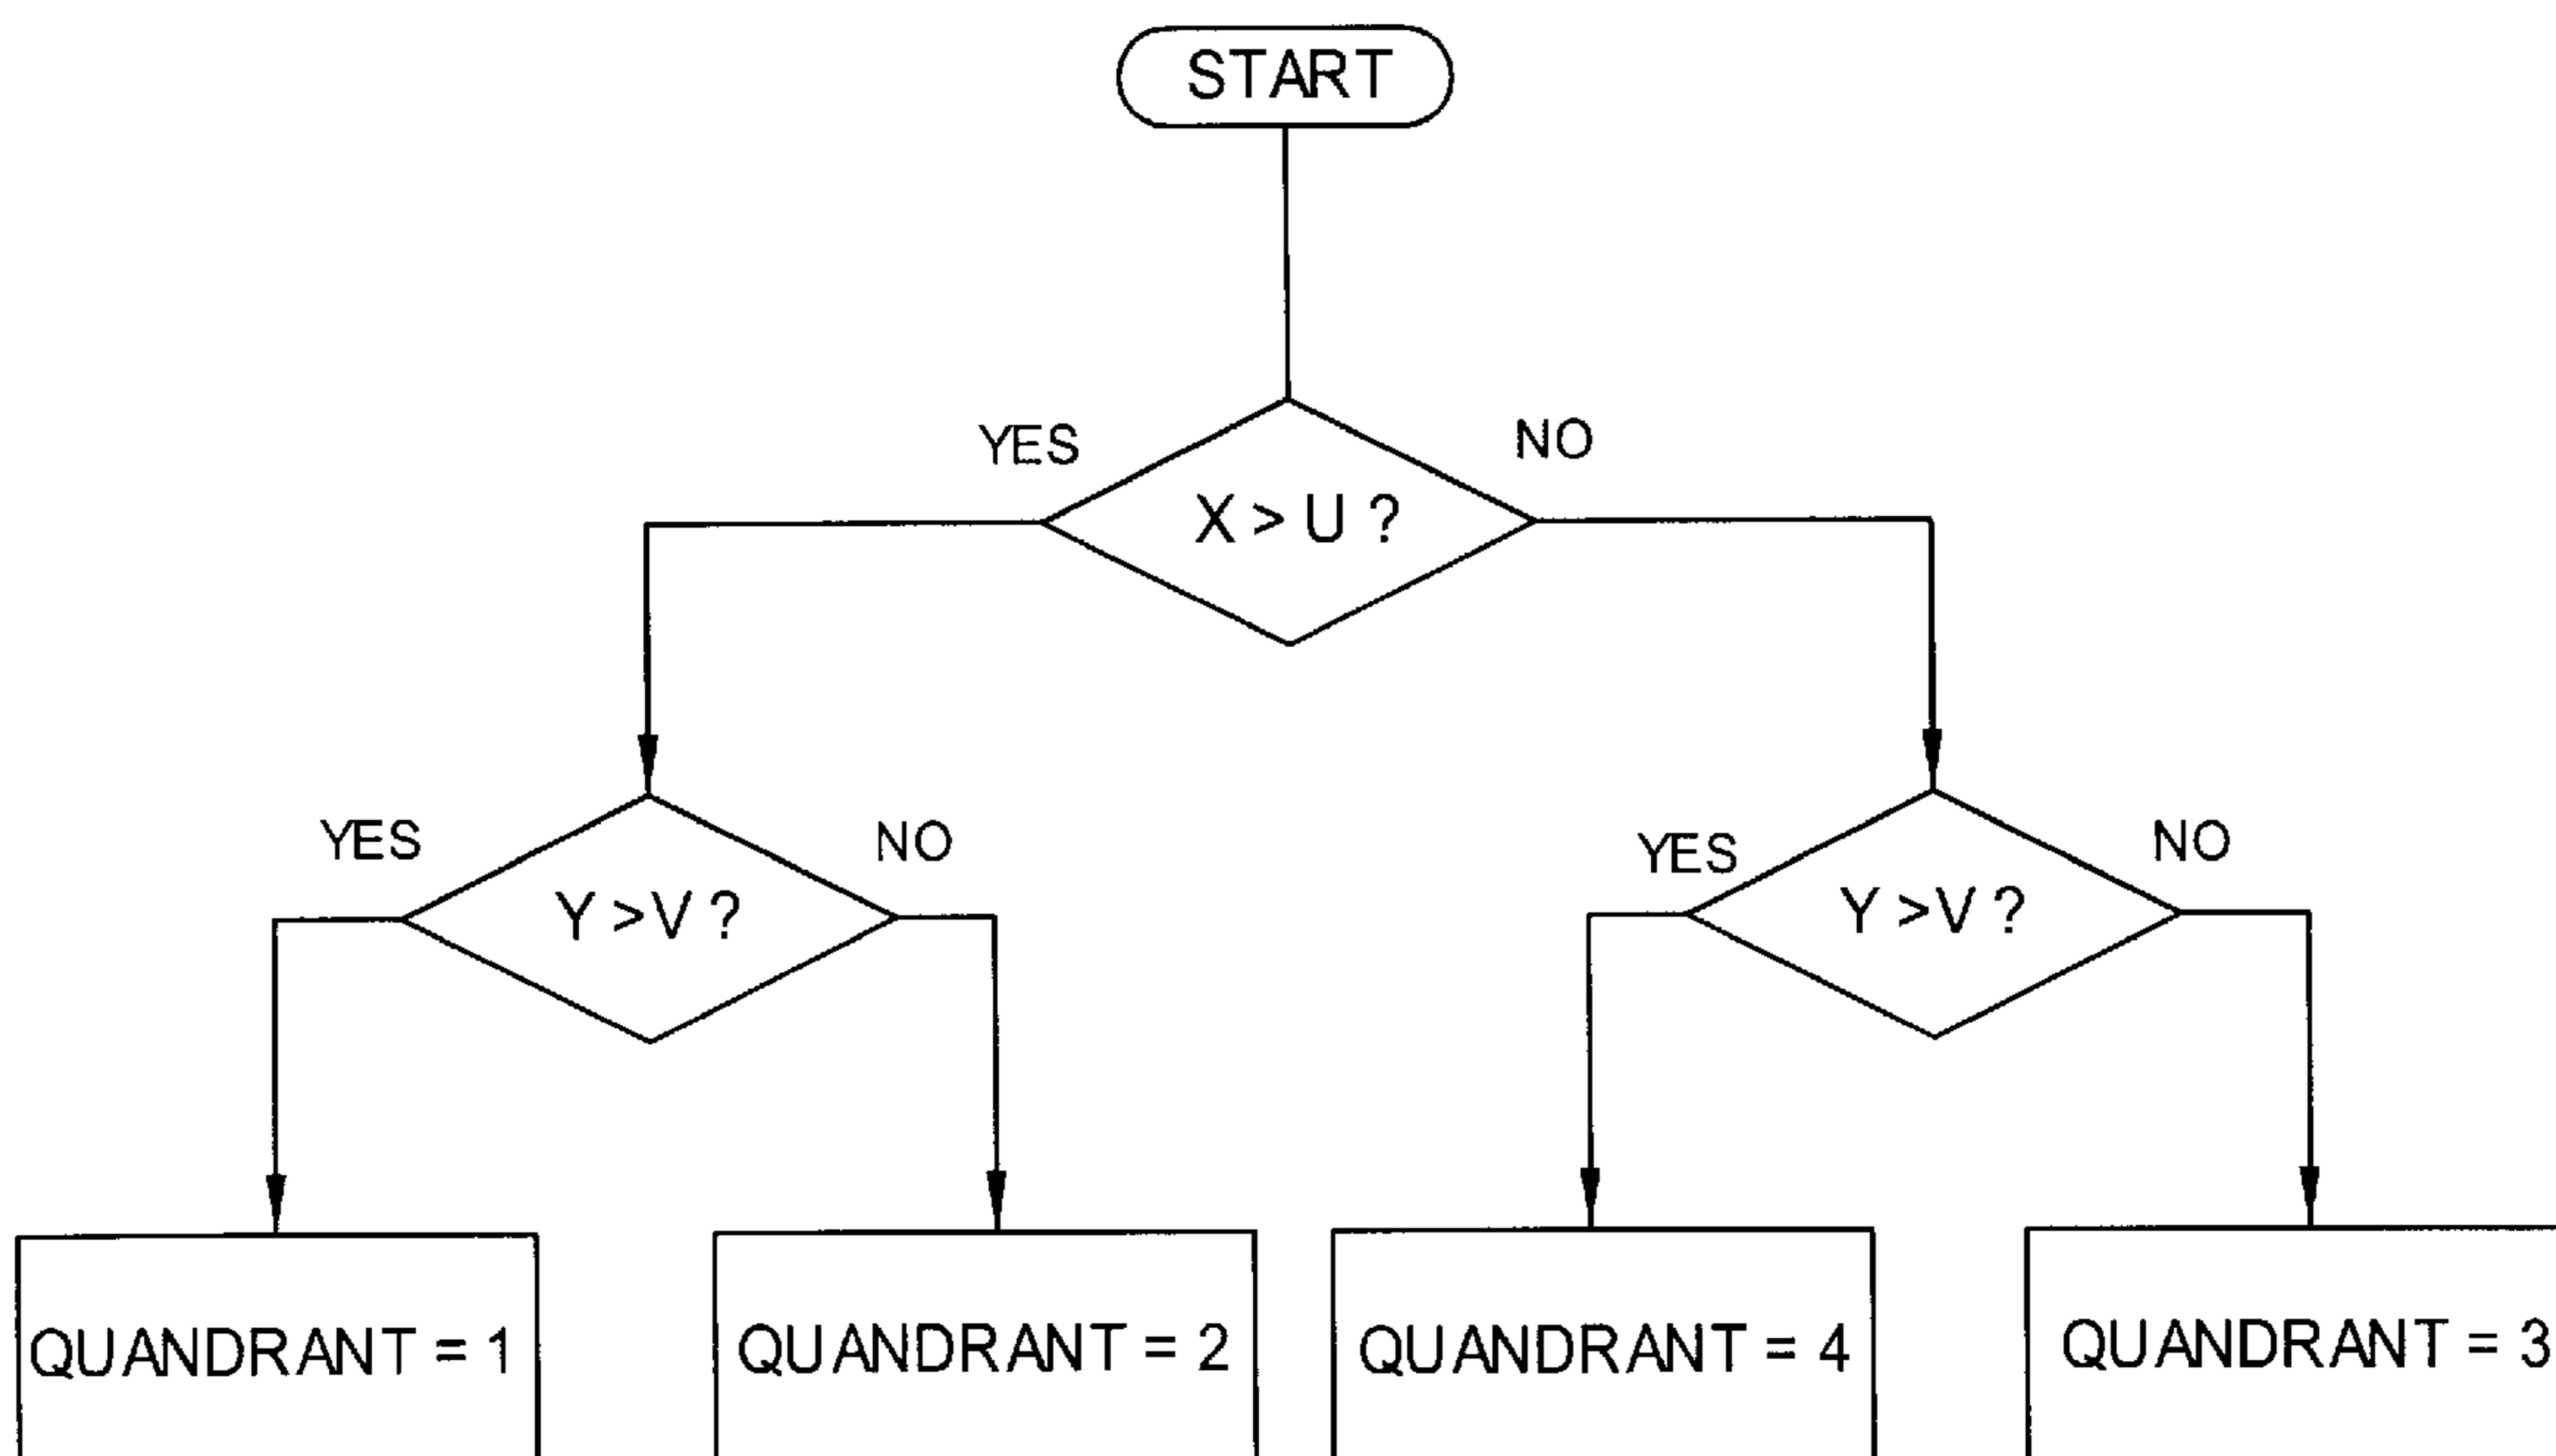 START
YES
NO
X > U ?
YES
NO
YES
NO
Y >V ?
Y >V ?
QUANDRANT = 1
QUANDRANT = 2
QUANDRANT = 4
QUANDRANT = 3